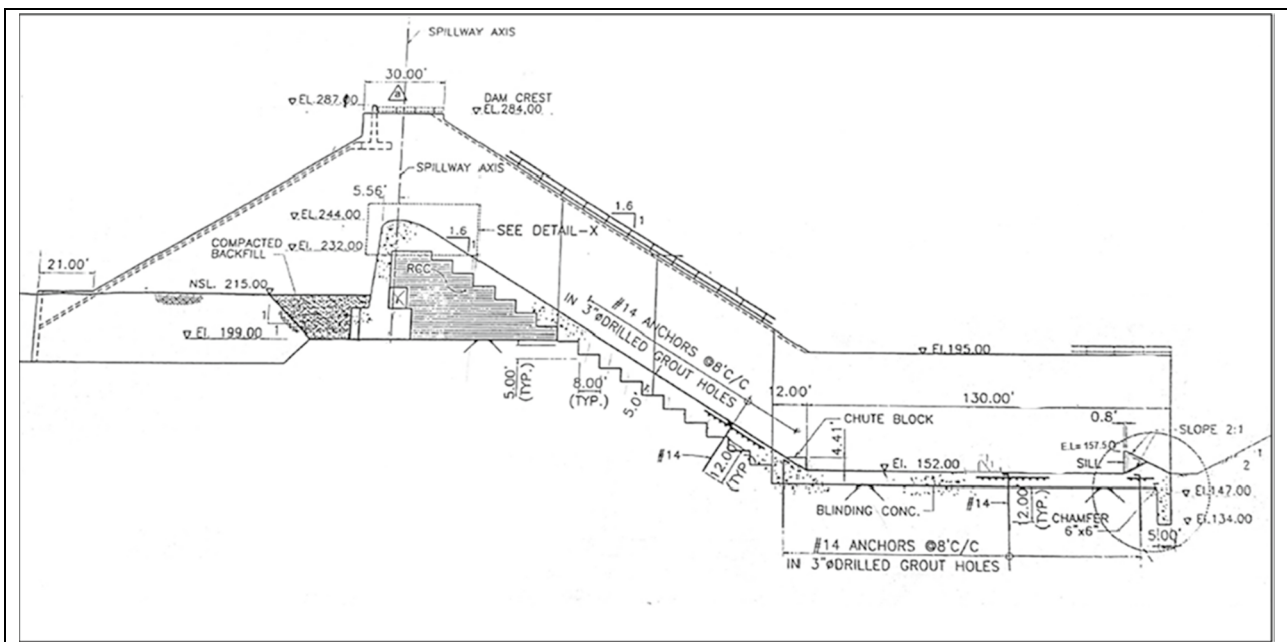 SPILLWAY AXIS
30.00'
a
EL.287.00
DAM CREST
EL.284.00
SPILLWAY AXIS
5.56'
1.6
1
EL.244.00
SEE DETAIL-X
1.6
1
COMPACTED
BACKFILL
El. 232.00
21.00'
RCC
NSL. 215.00
K
#14 ANCHORS @8'C/C
IN 3"øDRILLED GROUT HOLES
1
1
El. 199.00
El.195.00
5.00'
(TYP.)
8.00'
(TYP.)
5.0'
12.00'
130.00'
0.8'
CHUTE BLOCK
4.41'
SLOPE 2:1
E.L= 157.50
SILL
1
2
#14
12.00'
(TYP.
El. 152.00
BLINDING CONC.
#14
12.00'
(TYP.)
CHAMFER
6"x6"
El.147.00
El.134.00
5.00'
#14 ANCHORS @8'C/C
IN 3"øDRILLED GROUT HOLES